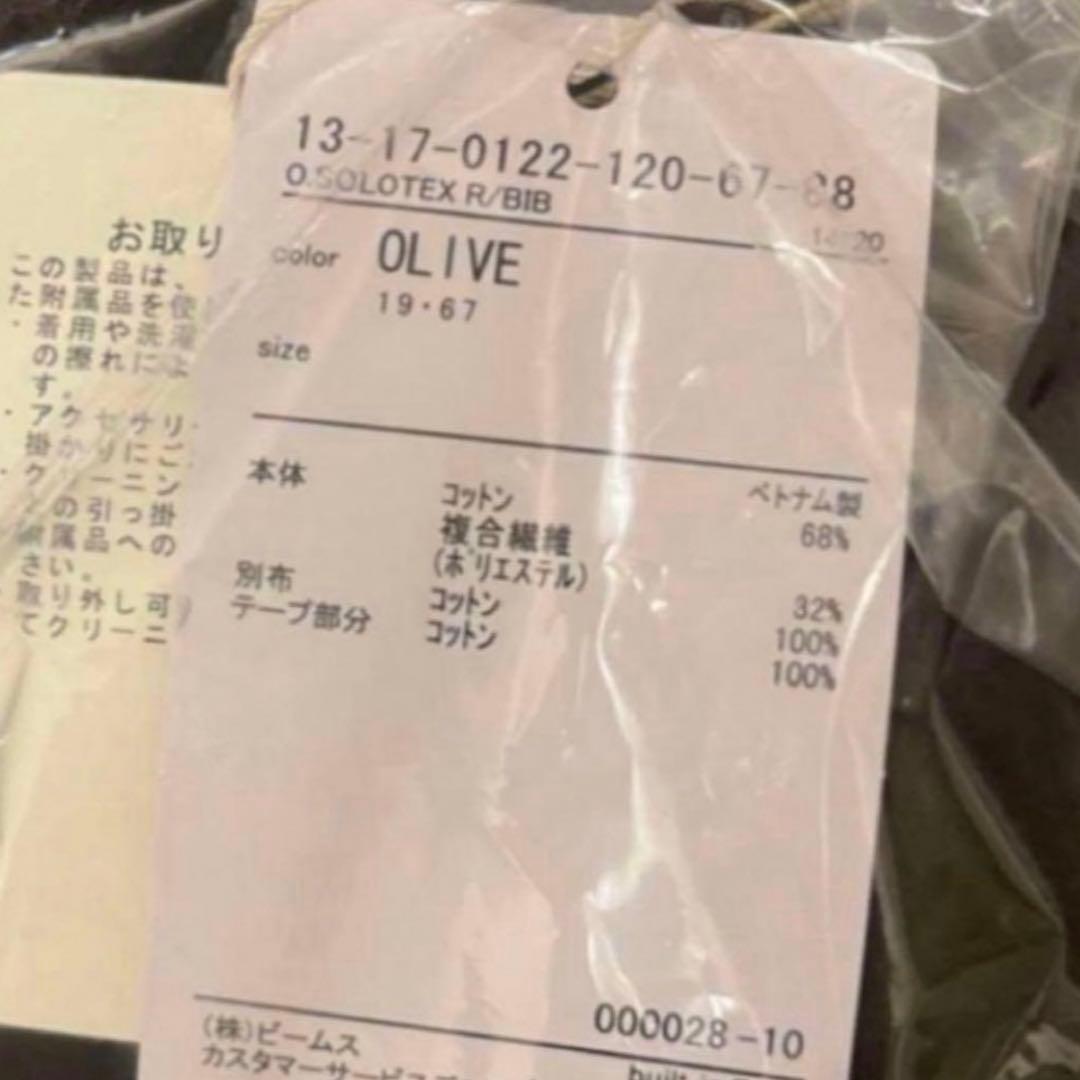 13-17-0122-120-67-88
O.SOLOTEX R/BIB
color OLIVE
19・67
size
ベトナム製
本体 コットン 68%
複合繊維
(ポリエステル) 32%
別布 コットン 100%
テープ部分 コットン 100%
000028-10
(株)ビームス
カスタマーサービス
お取り
この製品は、
た附属品を使
・着用や洗濯
の擦れによ
す。
・アクセサリ
掛かりにご
・クリーニン
の引っ掛
属品への
さい。
取り外し可
てクリーニ